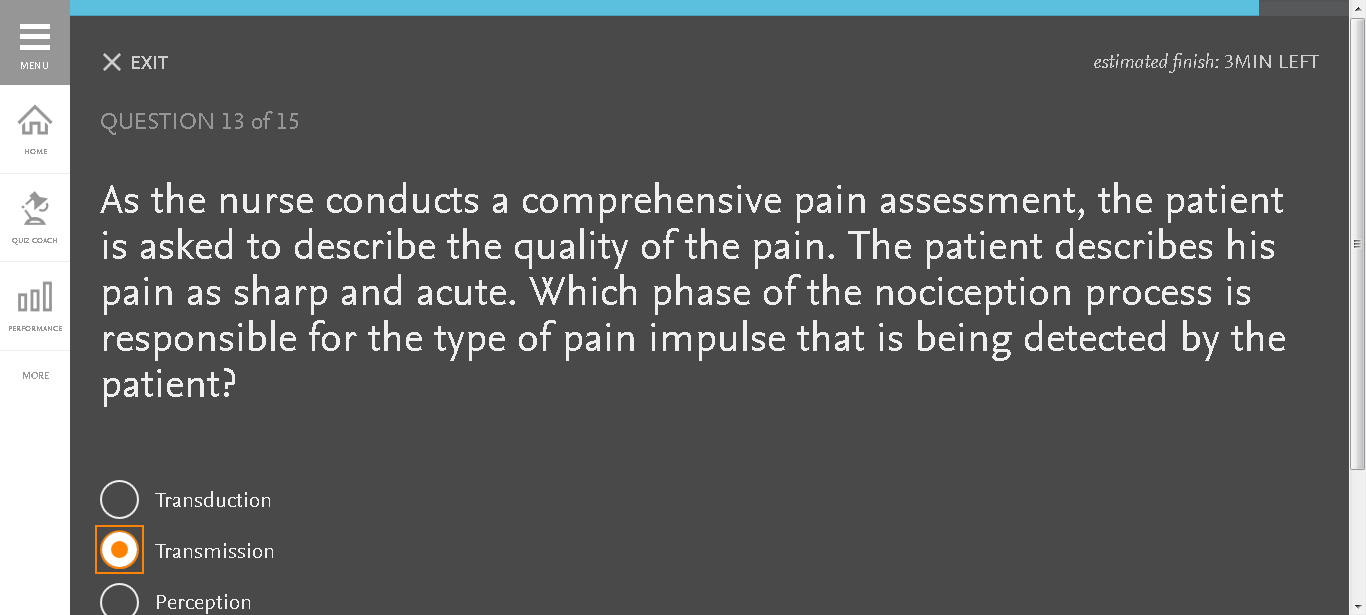 MENU
EXIT
estimated finish: 3MIN LEFT
QUESTION 13 of 15
HOME
QUIZ COACH
PERFORMANCE
MORE
As the nurse conducts a comprehensive pain assessment, the patient
is asked to describe the quality of the pain. The patient describes his
pain as sharp and acute. Which phase of the nociception process is
responsible for the type of pain impulse that is being detected by the
patient?
Transduction
Transmission
Perception